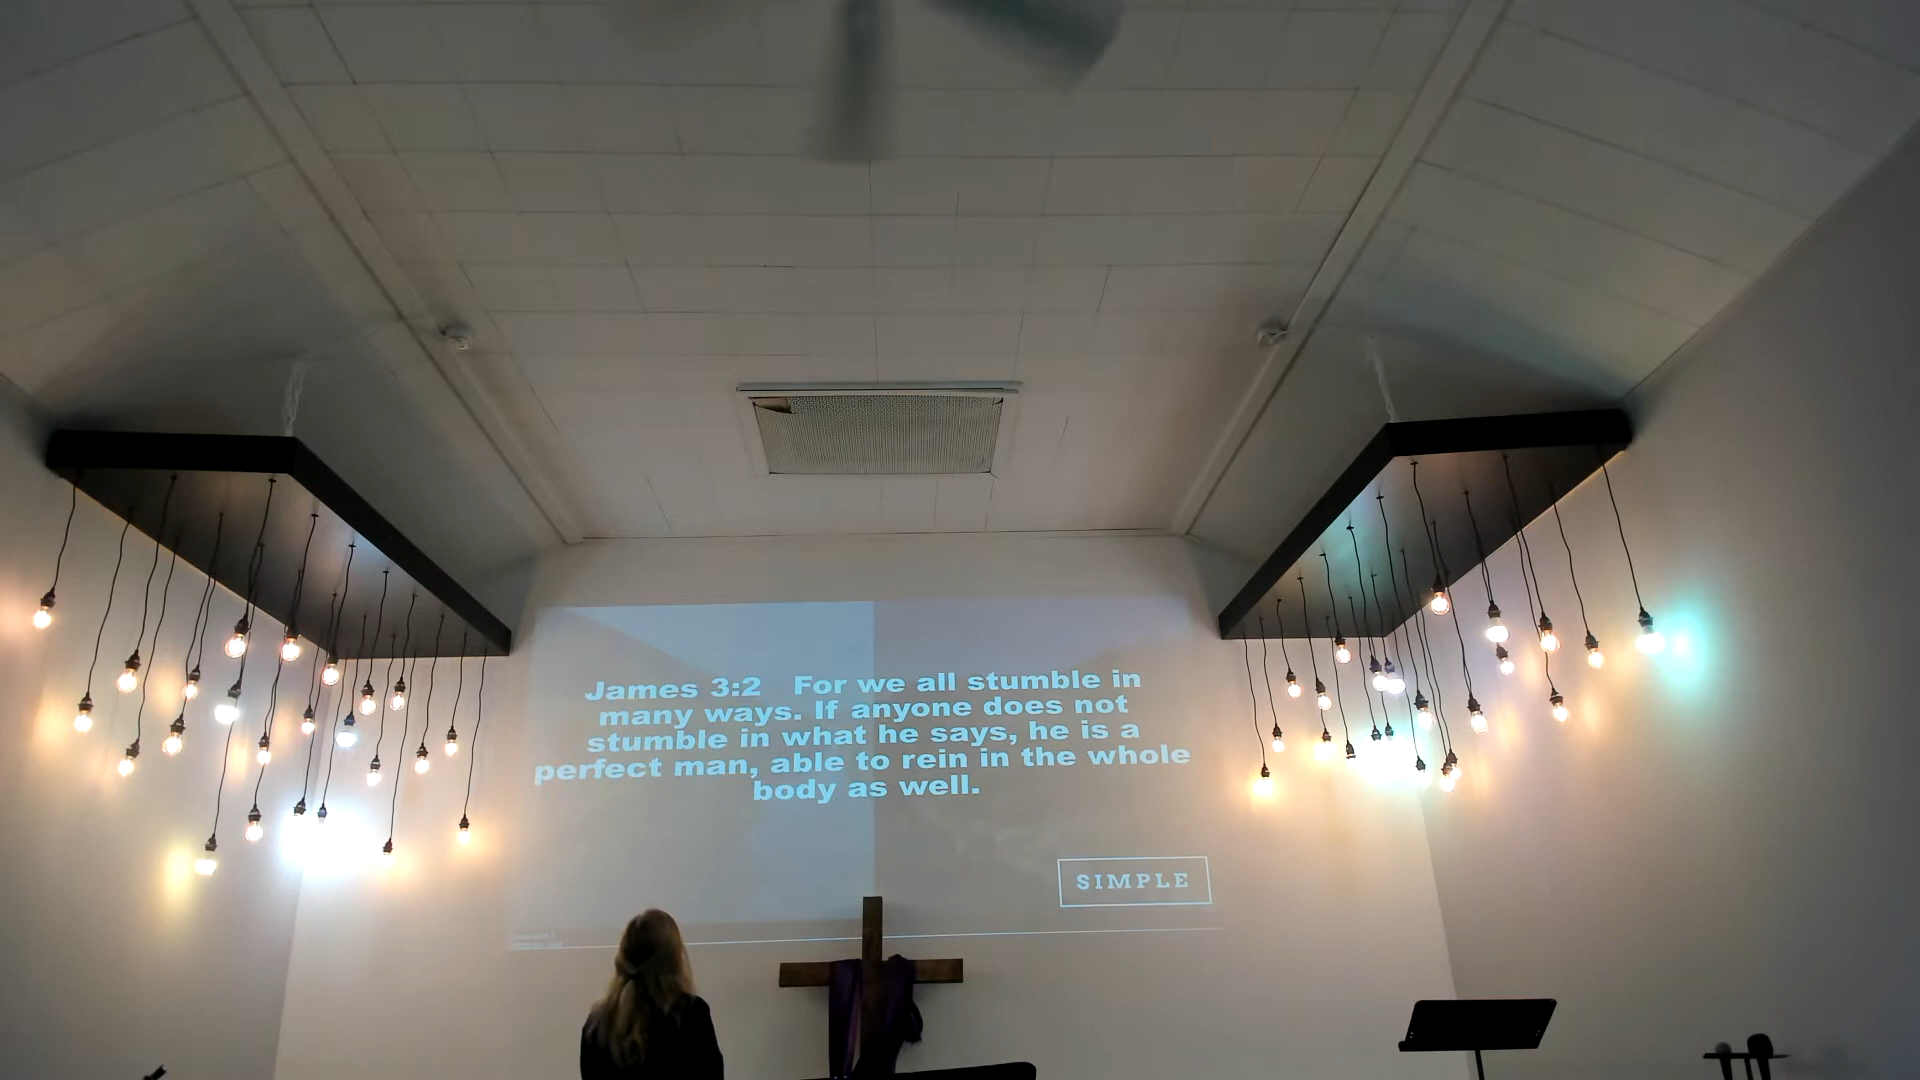 James 3:2 For we all stumble in
many ways. If anyone does not
stumble in what he says, he is a
perfect man, able to rein in the whole
body as well.
SIMPLE